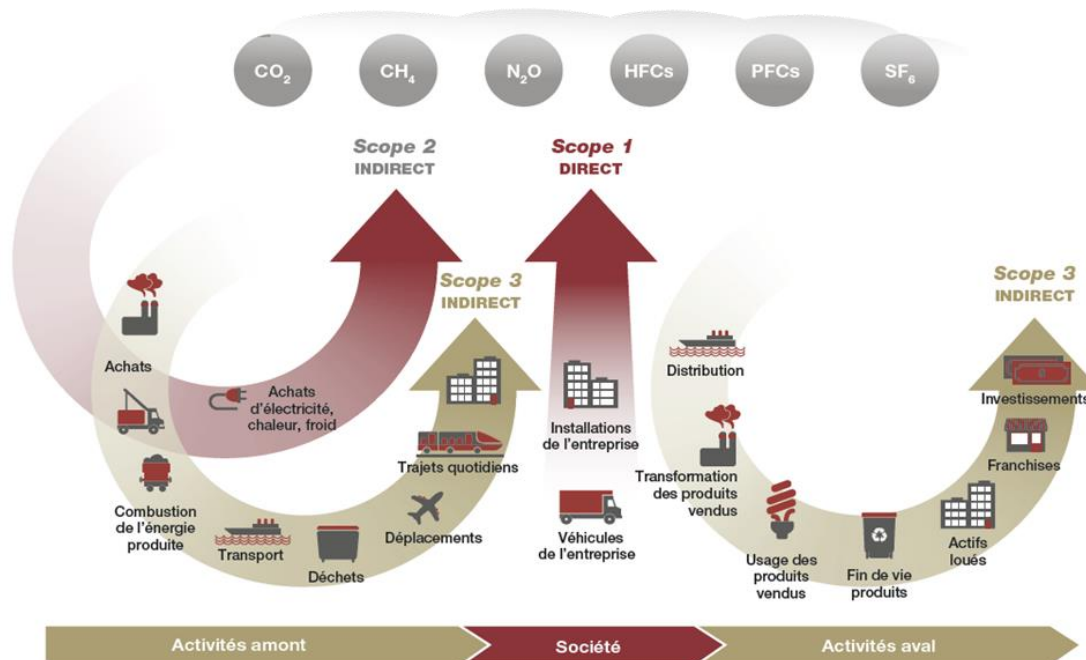 CO₂
CH₄
N₂O
HFCs
PFCs
SF₆
Scope 2
INDIRECT
Scope 1
DIRECT
Scope 3
INDIRECT
Scope 3
INDIRECT
Achats
Achats
d'électricité,
chaleur, froid
Combustion
de l'énergie
produite
Transport
Déchets
Déplacements
Trajets quotidiens
Installations
de l'entreprise
Véhicules
de l'entreprise
Distribution
Transformation
des produits
vendus
Usage des
produits
vendus
Fin de vie
produits
Actifs
loués
Franchises
Investissements
Activités amont
Société
Activités aval